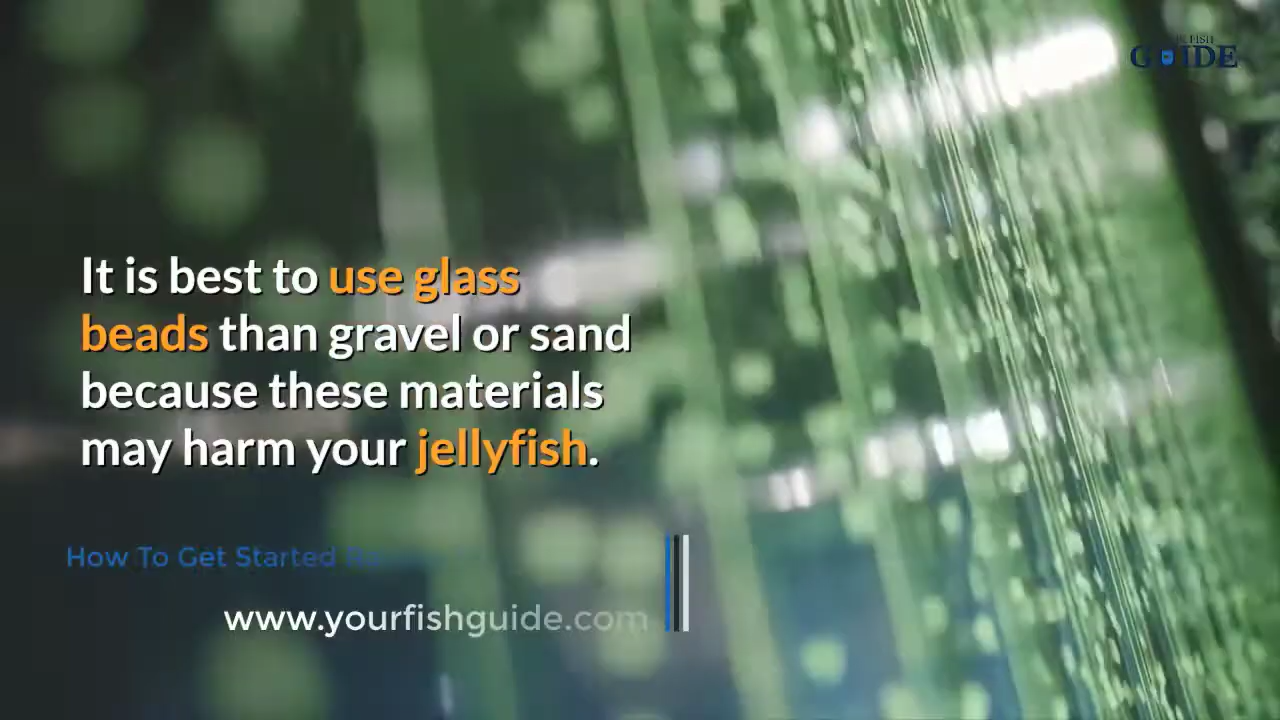 FISH
GUIDE
It is best to use glass
beads than gravel or sand
because these materials
may harm your jellyfish.
How To Get Started
www.yourfishguide.com